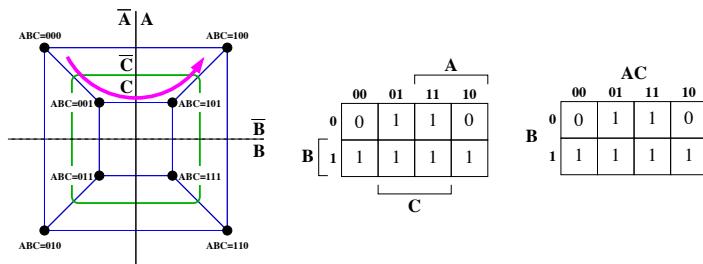 A̅ A
ABC=000 ABC=100
C̅
C
ABC=001 ABC=101
B̅
B
ABC=011 ABC=111
ABC=010 ABC=110
A
00 01 11 10
0 0 1 1 0
B 1 1 1 1 1
C
AC
00 01 11 10
0 0 1 1 0
B
1 1 1 1 1